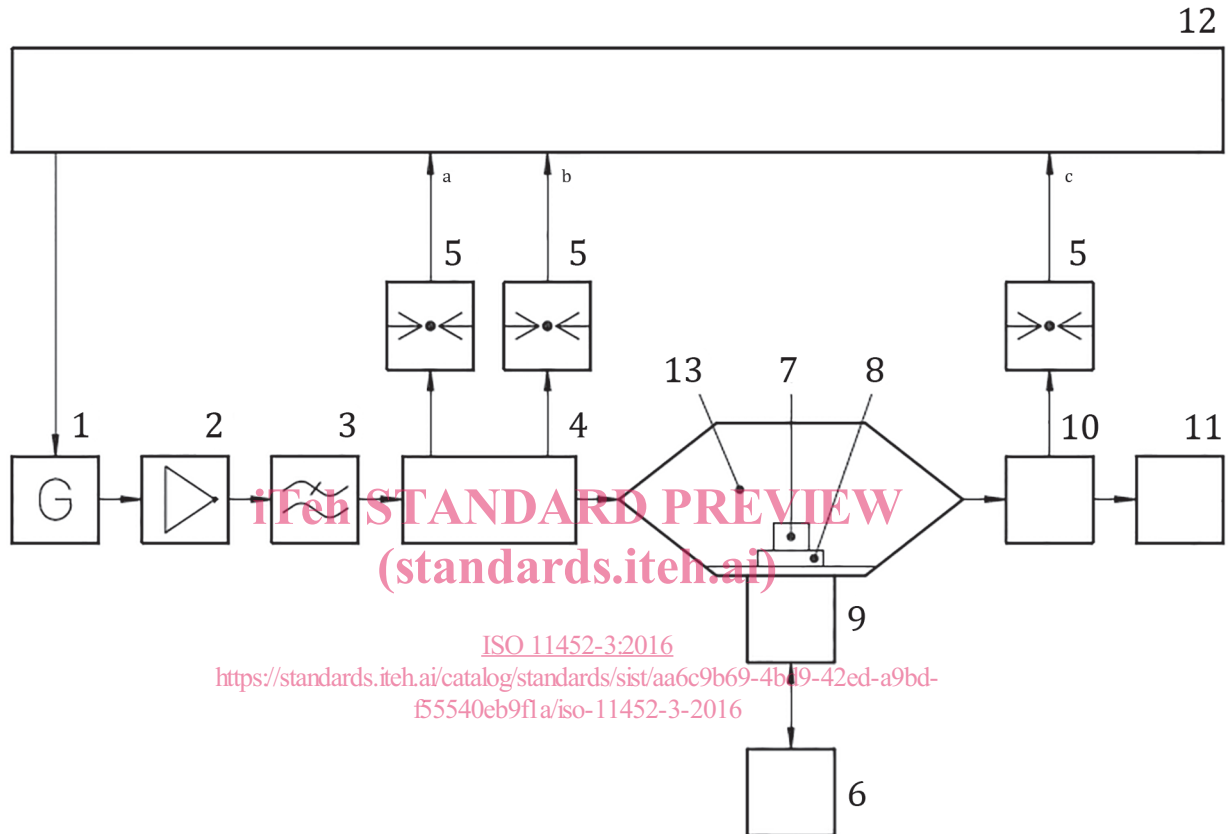 12
a
b
c
5
5
5
13
7
8
1
2
3
4
10
11
G
iTeh STANDARD PREVIEW
(standards.iteh.ai)
9
ISO 11452-3:2016
https://standards.iteh.ai/catalog/standards/sist/aa6c9b69-4bd9-42ed-a9bd-
f55540eb9f1a/iso-11452-3-2016
6